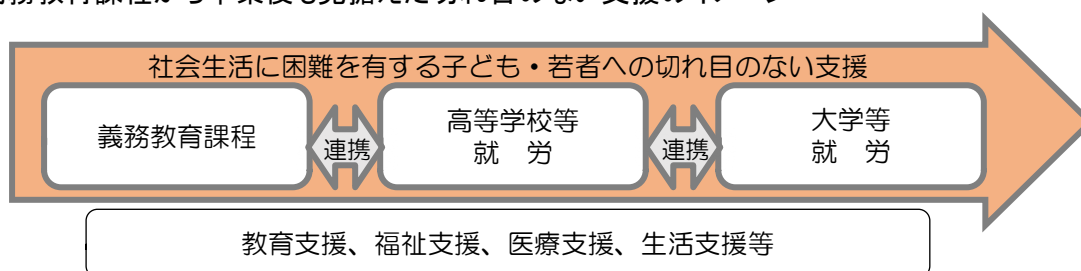 社会生活に困難を有する子ども・若者への切れ目のない支援
義務教育課程
連携
高等学校等
就　労
連携
大学等
就　労
教育支援、福祉支援、医療支援、生活支援等